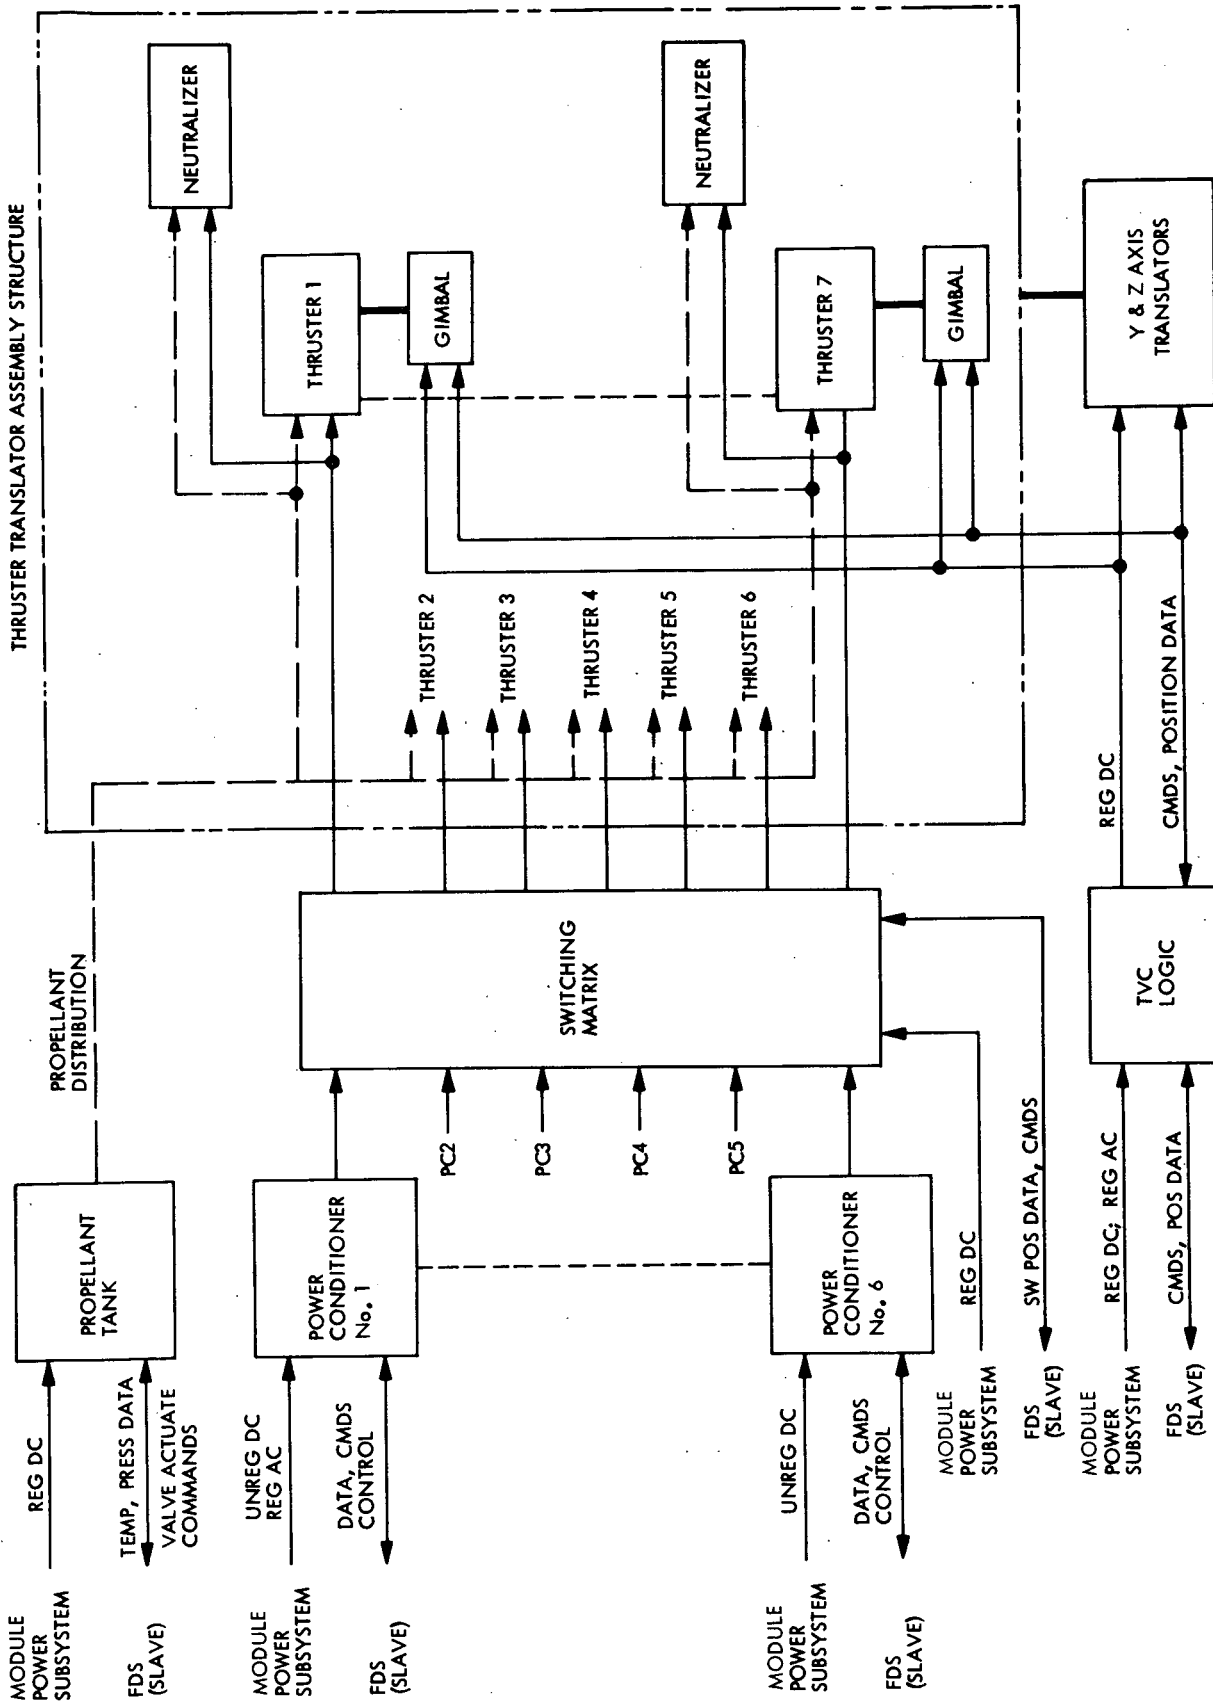 THRUSTER TRANSLATOR ASSEMBLY STRUCTURE
NEUTRALIZER
NEUTRALIZER
THRUSTER 1
GIMBAL
THRUSTER 7
GIMBAL
Y & Z AXIS
TRANSLATORS
THRUSTER 2
THRUSTER 3
THRUSTER 4
THRUSTER 5
THRUSTER 6
REG DC
CMDS, POSITION DATA
PROPELLANT
DISTRIBUTION
SWITCHING
MATRIX
TVC
LOGIC
PC2
PC3
PC4
PC5
PROPELLANT
TANK
POWER
CONDITIONER
No. 1
POWER
CONDITIONER
No. 6
REG DC
SW POS DATA, CMDS
REG DC; REG AC
CMDS, POS DATA
REG DC
TEMP, PRESS DATA
VALVE ACTUATE
COMMANDS
UNREG DC
REG AC
DATA, CMDS
CONTROL
UNREG DC
DATA, CMDS
CONTROL
MODULE
POWER
SUBSYSTEM
FDS
(SLAVE)
MODULE
POWER
SUBSYSTEM
FDS
(SLAVE)
MODULE
POWER
SUBSYSTEM
FDS
(SLAVE)
MODULE
POWER
SUBSYSTEM
FDS
(SLAVE)
MODULE
POWER
SUBSYSTEM
FDS
(SLAVE)